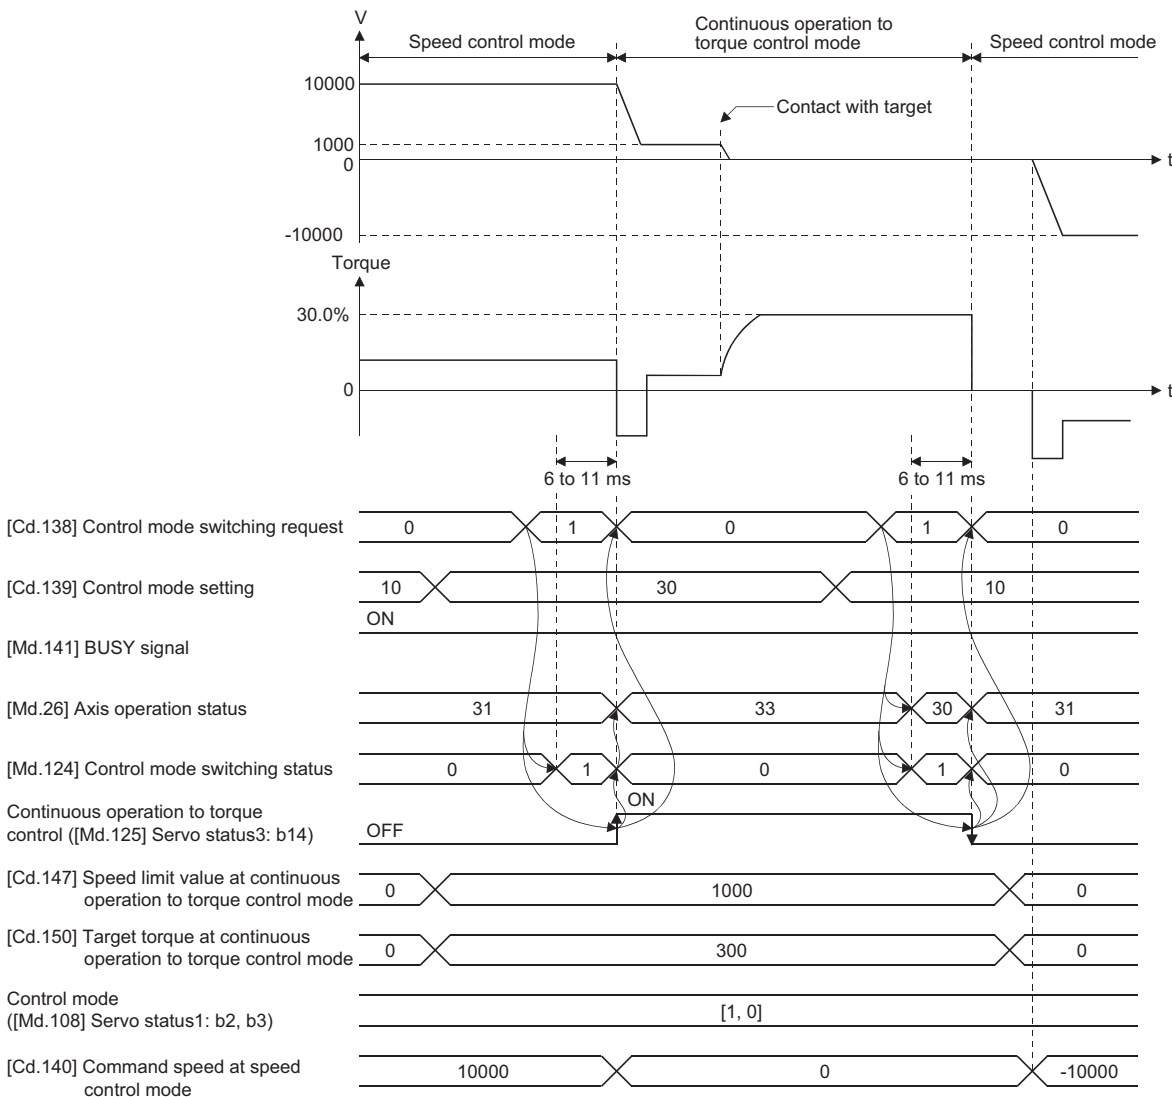 V
Speed control mode
Continuous operation to
torque control mode
Speed control mode
10000
Contact with target
1000
0
t
-10000
Torque
30.0%
0
t
6 to 11 ms
6 to 11 ms
[Cd.138] Control mode switching request
0
1
0
1
0
[Cd.139] Control mode setting
10
30
10
ON
[Md.141] BUSY signal
[Md.26] Axis operation status
31
33
30
31
[Md.124] Control mode switching status
0
1
0
1
0
Continuous operation to torque
control ([Md.125] Servo status3: b14)
OFF
ON
[Cd.147] Speed limit value at continuous
operation to torque control mode
0
1000
0
[Cd.150] Target torque at continuous
operation to torque control mode
0
300
0
Control mode
([Md.108] Servo status1: b2, b3)
[1, 0]
[Cd.140] Command speed at speed
control mode
10000
0
-10000